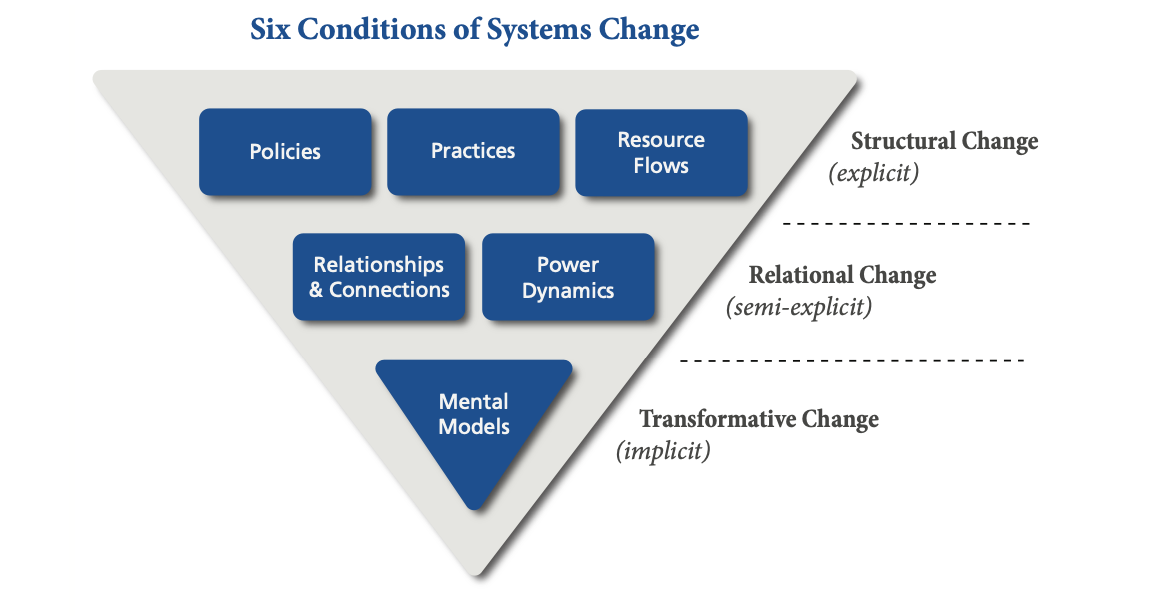 Six Conditions of Systems Change
Policies
Practices
Resource
Flows
Structural Change
(explicit)
Relationships
& Connections
Power
Dynamics
Relational Change
(semi-explicit)
Mental
Models
Transformative Change
(implicit)